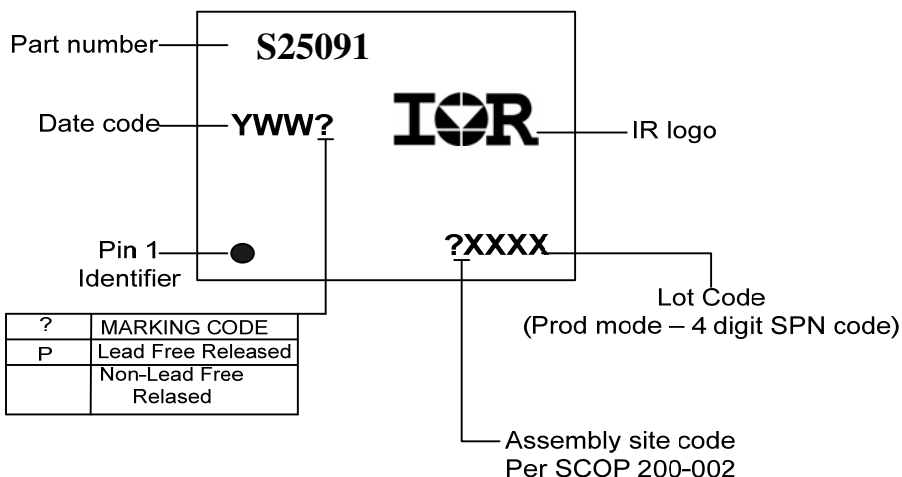 Part number
S25091
Date code
YWW?
IOR
IR logo
Pin 1
Identifier
?XXXX
Lot Code
(Prod mode – 4 digit SPN code)
? MARKING CODE
P Lead Free Released
Non-Lead Free
Relased
Assembly site code
Per SCOP 200-002